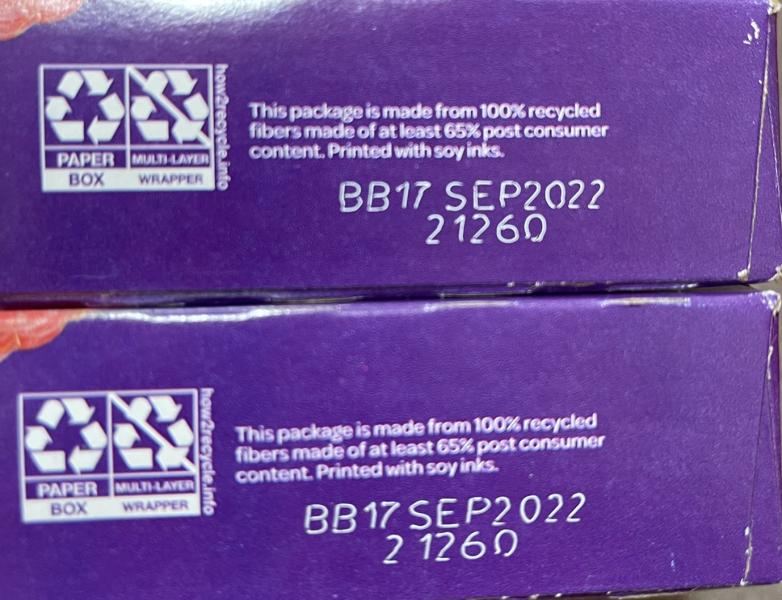 how2recycle.info
PAPER
MULTI-LAYER
BOX
WRAPPER
This package is made from 100% recycled
fibers made of at least 65% post consumer
content. Printed with soy inks.
BB17 SEP2022
21260
how2recycle.info
PAPER
MULTI-LAYER
BOX
WRAPPER
This package is made from 100% recycled
fibers made of at least 65% post consumer
content. Printed with soy inks.
BB17 SEP2022
21260